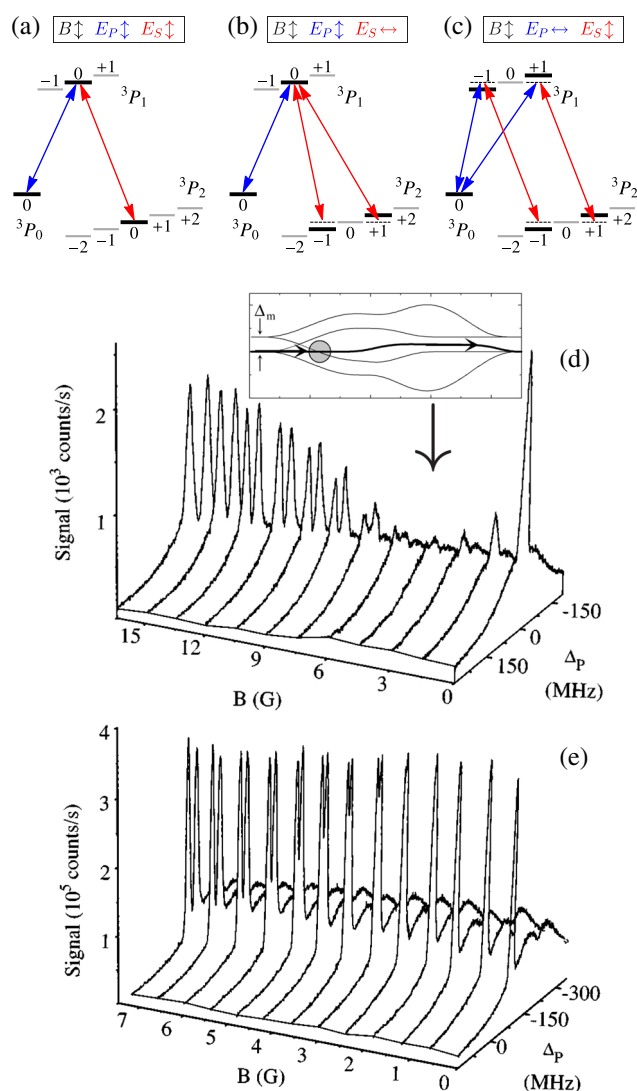 (a) B↕ E_P↕ E_S↕
−1 0 +1
³P₁
0
³P₀
−2 −1 0 +1 +2
³P₂
(b) B↕ E_P↕ E_S↔
−1 0 +1
³P₁
0
³P₀
−2 −1 0 +1 +2
³P₂
(c) B↕ E_P↔ E_S↕
−1 0 +1
³P₁
0
³P₀
−2 −1 0 +1 +2
³P₂
(d)
Δ_m
Signal (10³ counts/s)
2
1
15 12 9 6 3 0
B (G)
-150
0
150
Δ_P
(MHz)
(e)
Signal (10⁵ counts/s)
4
3
2
1
7 6 5 4 3 2 1 0
B (G)
-300
-150
0
Δ_P
(MHz)